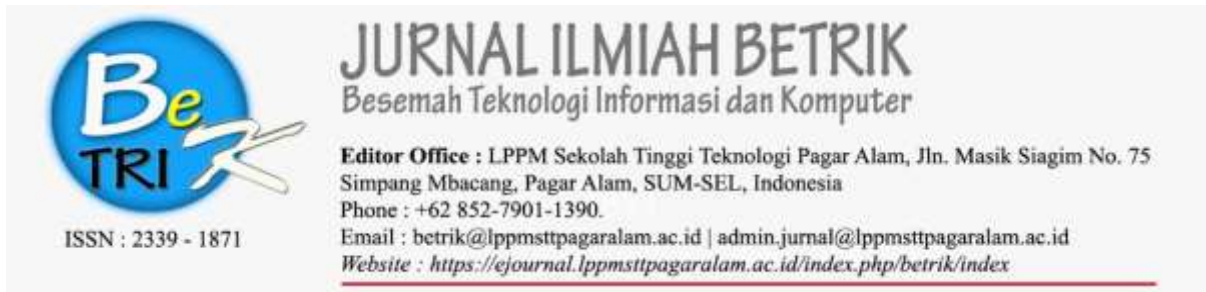 Be
TRI
K
ISSN : 2339 - 1871
JURNAL ILMIAH BETRIK
Besemah Teknologi Informasi dan Komputer
Editor Office : LPPM Sekolah Tinggi Teknologi Pagar Alam, Jln. Masik Siagim No. 75
Simpang Mbacang, Pagar Alam, SUM-SEL, Indonesia
Phone : +62 852-7901-1390.
Email : betrik@lppmsttpagaralam.ac.id | admin.jurnal@lppmsttpagaralam.ac.id
Website : https://ejournal.lppmsttpagaralam.ac.id/index.php/betrik/index